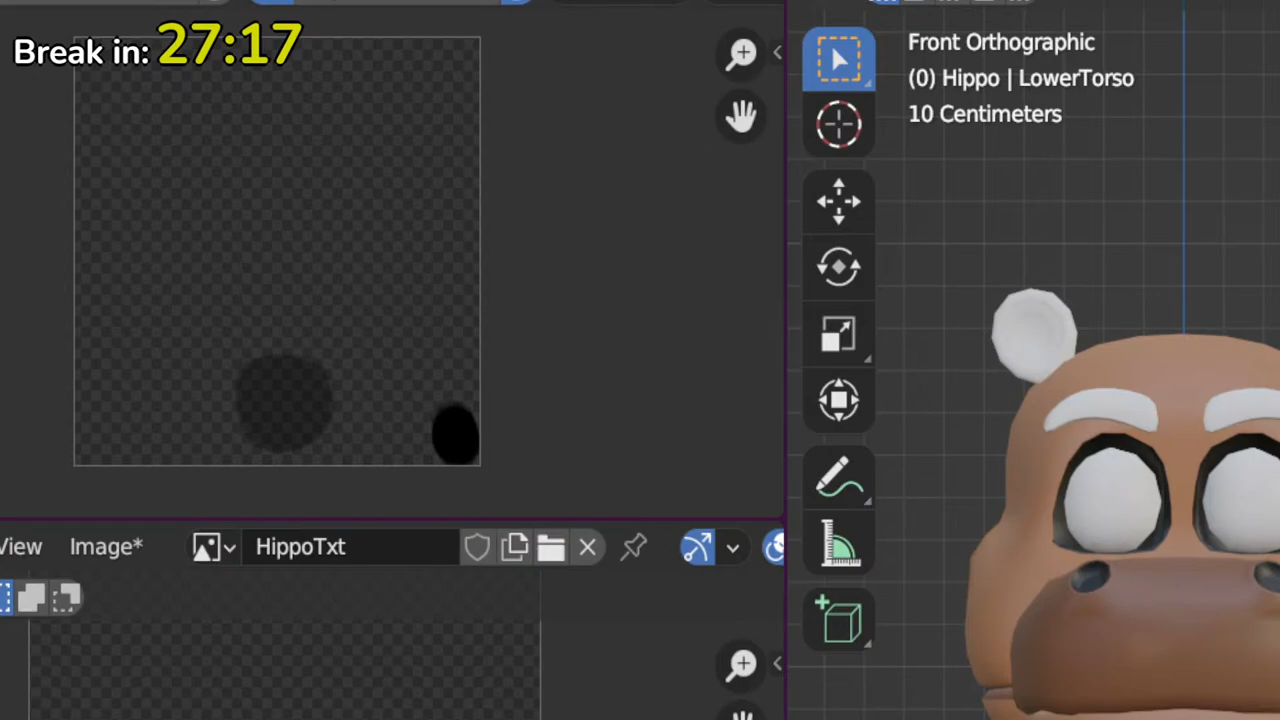 Break in: 27:17
Front Orthographic
(0) Hippo | LowerTorso
10 Centimeters
View Image* HippoTxt